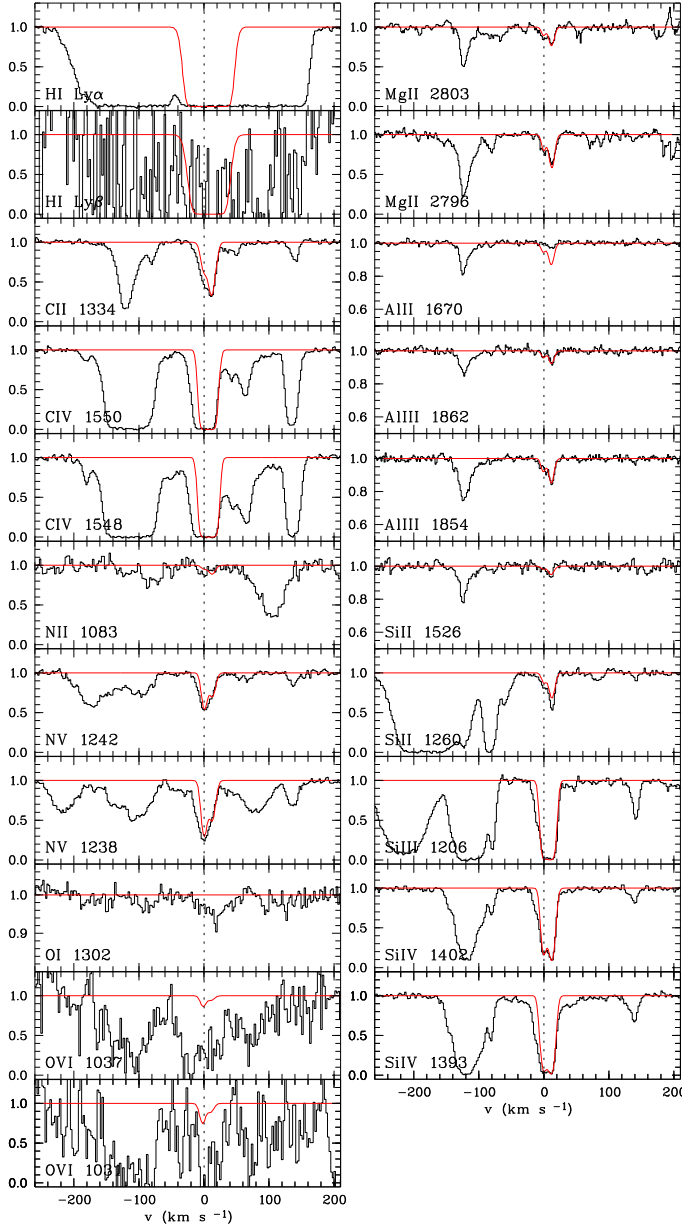 1.0
0.5
HI Lyα
0.0
1.0
0.5
HI Lyβ
0.0
1.0
0.5
CII 1334
0.0
1.0
0.5
CIV 1550
0.0
1.0
0.5
CIV 1548
0.0
1.0
0.5
NII 1083
0.0
1.0
0.5
NV 1242
0.0
1.0
0.5
NV 1238
0.0
1.0
0.9
OI 1302
1.0
0.5
OVI 1037
0.0
1.0
0.5
OVI 1031
0.0
−200 −100 0 100 200
v (km s⁻¹)
1.0
0.5
MgII 2803
0.0
1.0
0.5
MgII 2796
0.0
1.0
0.8
AlII 1670
0.6
1.0
0.8
AlIII 1862
0.6
1.0
0.8
AlIII 1854
0.6
1.0
0.8
SiII 1526
0.6
1.0
0.5
SiII 1260
0.0
1.0
0.5
SiIII 1206
0.0
1.0
0.5
SiIV 1402
0.0
1.0
0.5
SiIV 1393
0.0
−200 −100 0 100 200
v (km s⁻¹)